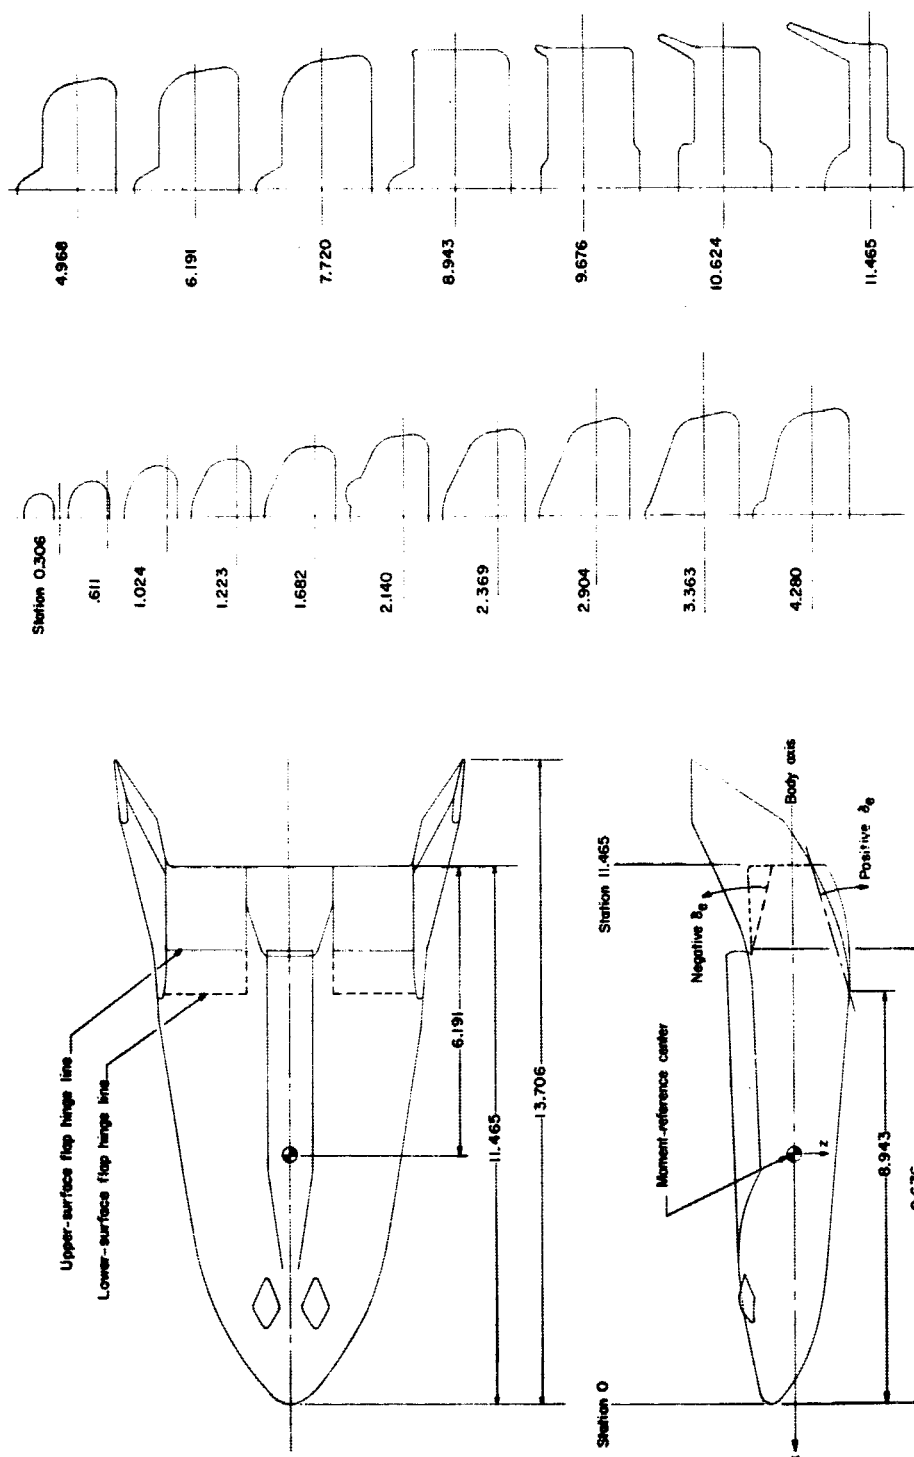 4.968
6.191
7.720
8.943
9.676
10.624
11.465
Station 0.306
.611
1.024
1.223
1.682
2.140
2.369
2.904
3.363
4.280
Upper-surface flap hinge line
Lower-surface flap hinge line
6.191
11.465
13.706
Station 11.465
Body axis
Negative δe
Positive δe
Moment-reference center
z
8.943
Station 0